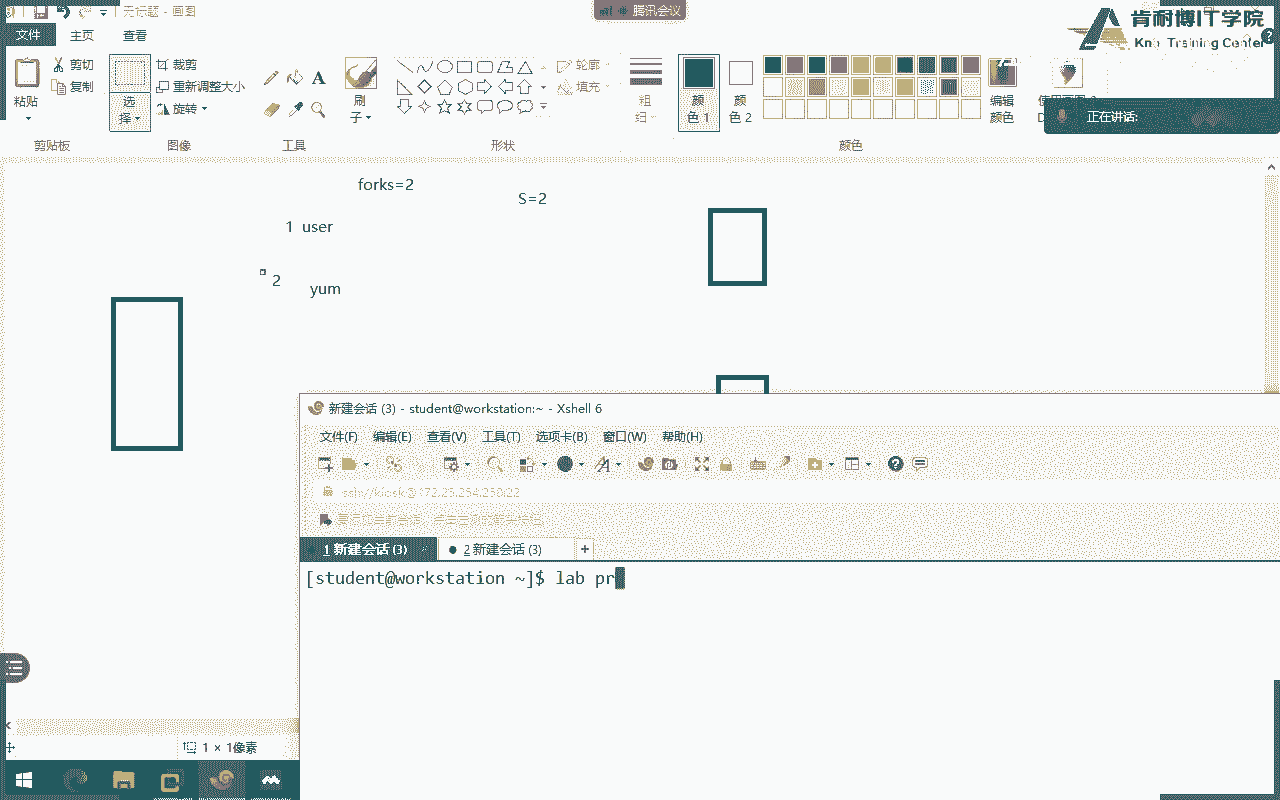 无标题 - 画图
腾讯会议
肯耐博IT学院
Training Center
文件
主页
查看
粘贴
剪切
复制
选择
裁剪
重新调整大小
旋转
刷子
轮廓
填充
粗细
颜色 1
颜色 2
编辑颜色
正在讲话:
剪贴板
图像
工具
形状
颜色
forks=2
S=2
1 user
2
yum
新建会话 (3) - student@workstation:~ - Xshell 6
文件(F) 编辑(E) 查看(V) 工具(T) 选项卡(B) 窗口(W) 帮助(H)
ssh://kiosk@172.25.254.250:22
1 新建会话 (3)
2 新建会话 (3)
[student@workstation ~]$ lab pr
1 × 1像素